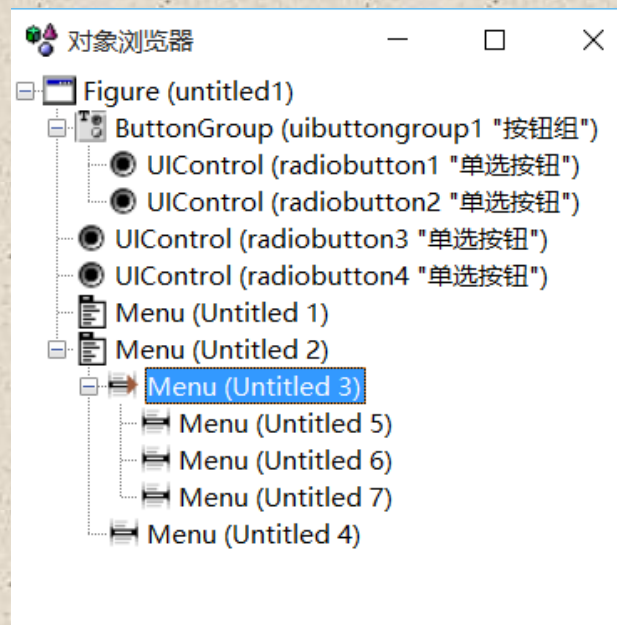 对象浏览器
Figure (untitled1)
ButtonGroup (uibuttongroup1 "按钮组")
UIControl (radiobutton1 "单选按钮")
UIControl (radiobutton2 "单选按钮")
UIControl (radiobutton3 "单选按钮")
UIControl (radiobutton4 "单选按钮")
Menu (Untitled 1)
Menu (Untitled 2)
Menu (Untitled 3)
Menu (Untitled 5)
Menu (Untitled 6)
Menu (Untitled 7)
Menu (Untitled 4)